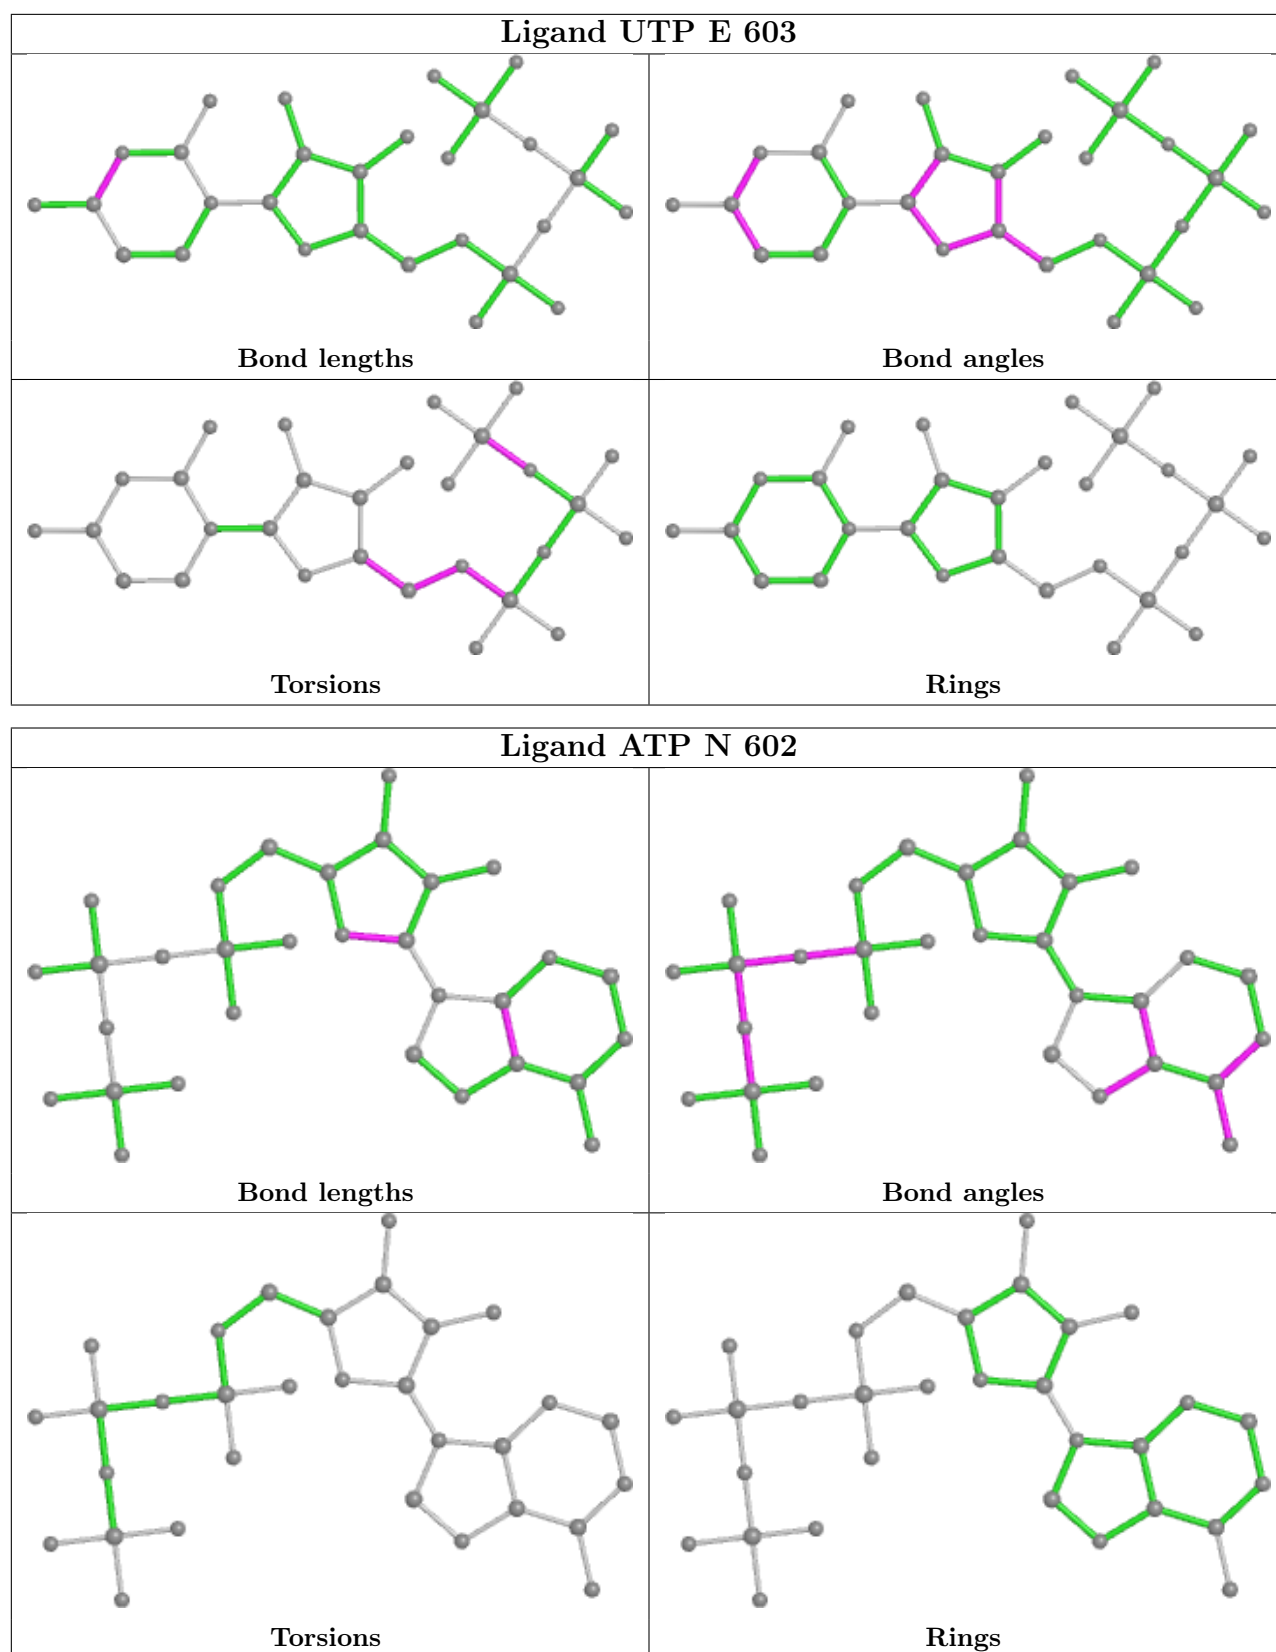 Ligand UTP E 603
Bond lengths
Bond angles
Torsions
Rings
Ligand ATP N 602
Bond lengths
Bond angles
Torsions
Rings